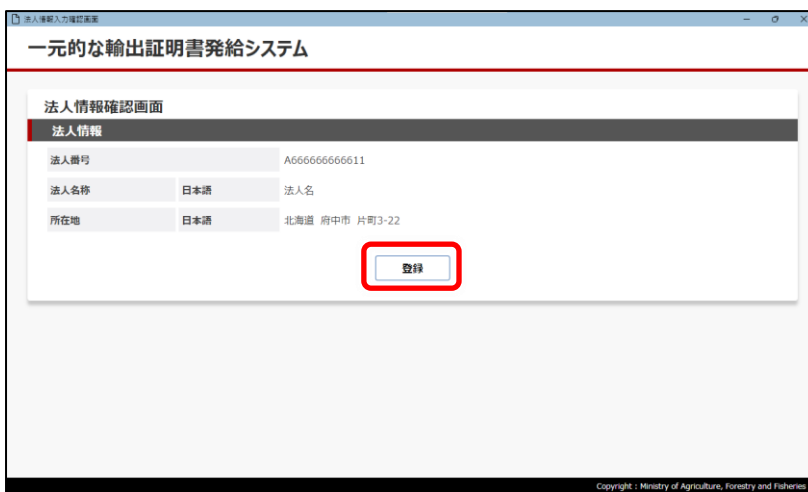 法人情報入力確認画面
一元的な輸出証明書発給システム
法人情報確認画面
法人情報
法人番号 A666666666611
法人名称 日本語 法人名
所在地 日本語 北海道 府中市 片町3-22
登録
Copyright : Ministry of Agriculture, Forestry and Fisheries